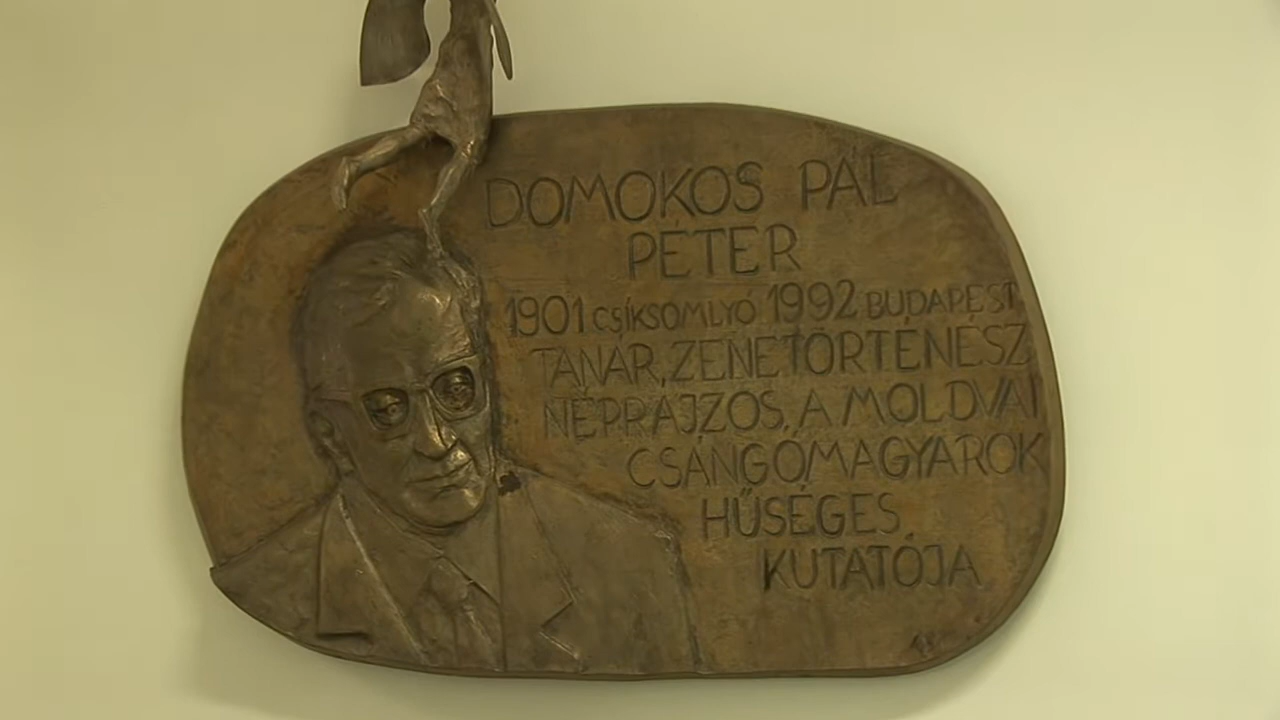 DOMOKOS PÁL
PÉTER
1901 CSÍKSOMLYÓ 1992 BUDAPEST
TANÁR, ZENETÖRTÉNÉSZ
NÉPRAJZOS, A MOLDVAI
CSÁNGÓMAGYAROK
HŰSÉGES
KUTATÓJA